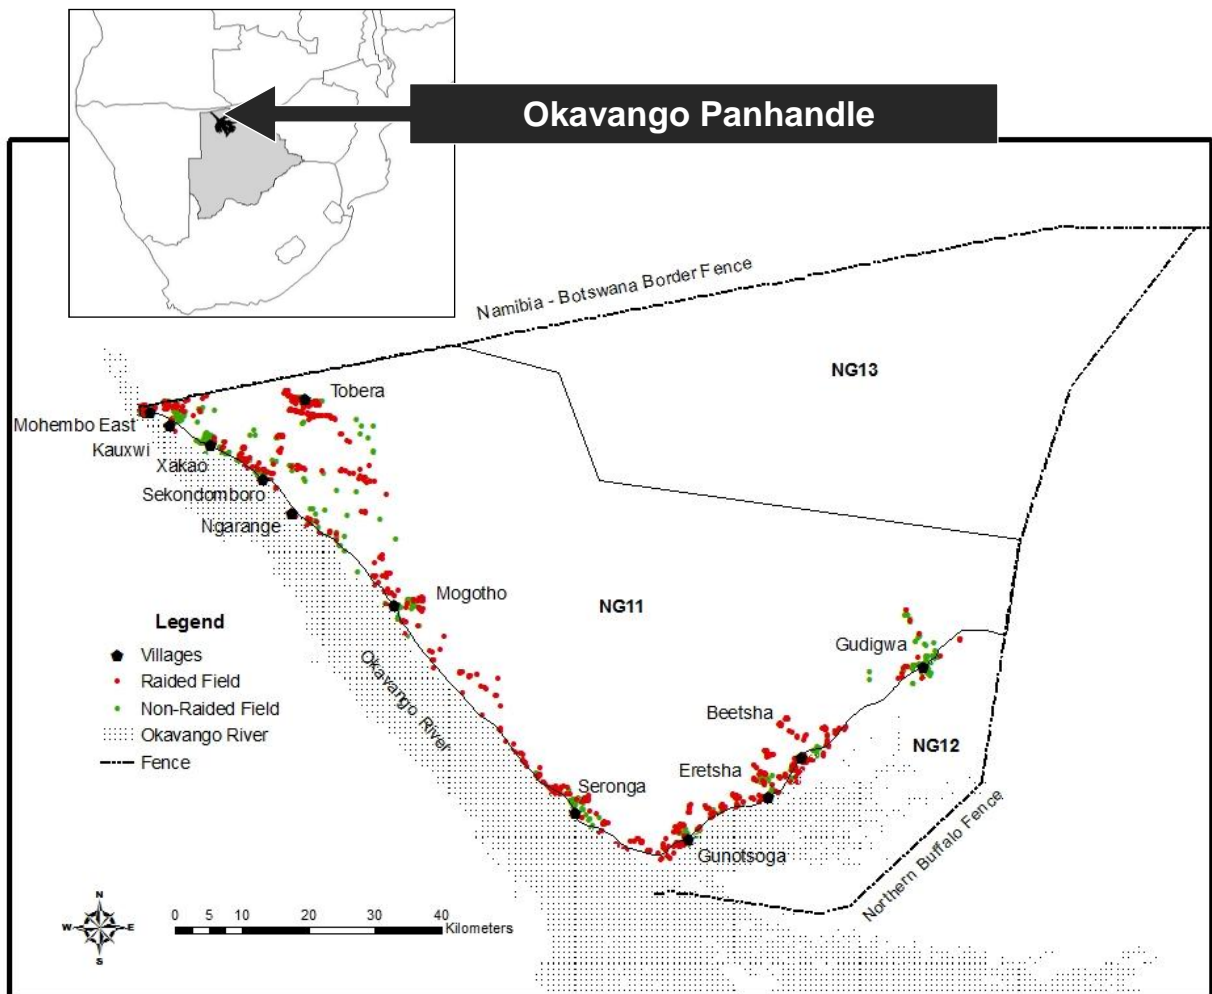 Okavango Panhandle
Namibia - Botswana Border Fence
NG13
Tobera
Mohembo East
Kauxwi
Xakao
Sekondomboro
Ngarange
Mogotho
NG11
Legend
Villages
Raided Field
Non-Raided Field
Okavango River
Fence
Okavango River
Gudigwa
Beetsha
NG12
Eretsha
Seronga
Gunotsoga
Northern Buffalo Fence
N
W E
S
0 5 10 20 30 40
Kilometers